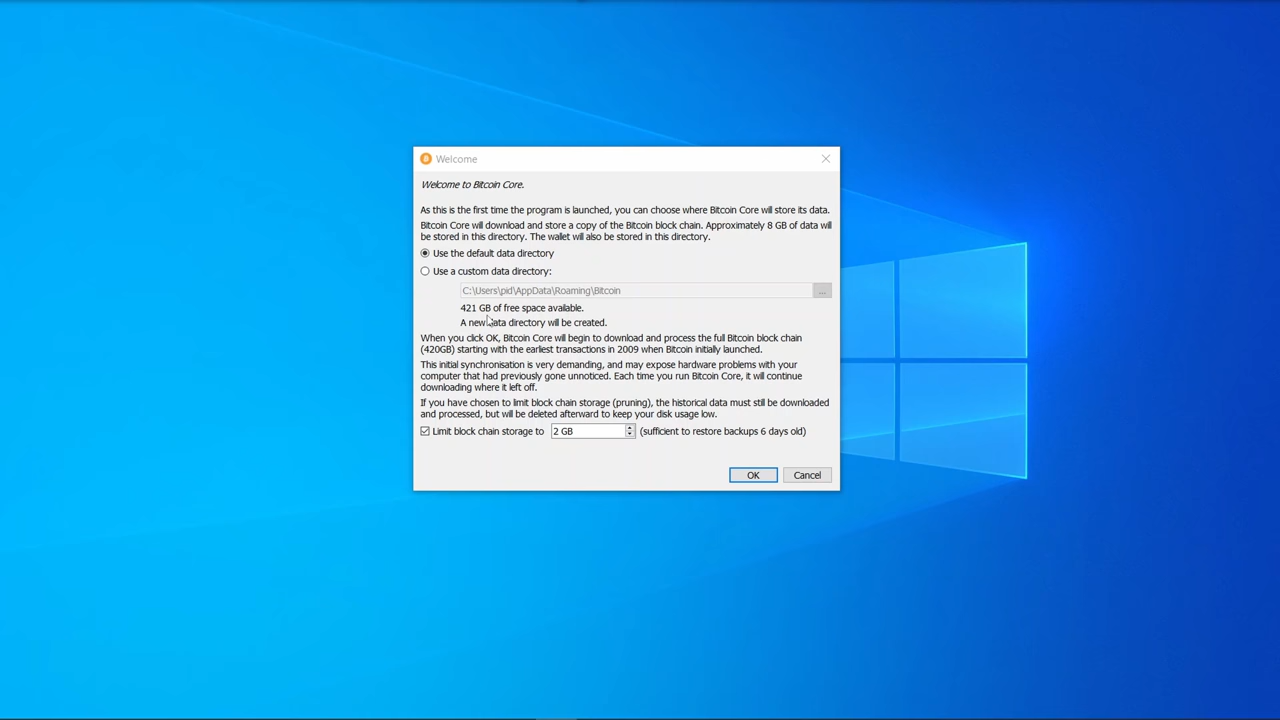 Welcome
Welcome to Bitcoin Core.
As this is the first time the program is launched, you can choose where Bitcoin Core will store its data.
Bitcoin Core will download and store a copy of the Bitcoin block chain. Approximately 8 GB of data will
be stored in this directory. The wallet will also be stored in this directory.
Use the default data directory
Use a custom data directory:
C:\Users\pid\AppData\Roaming\Bitcoin
...
421 GB of free space available.
A new data directory will be created.
When you click OK, Bitcoin Core will begin to download and process the full Bitcoin block chain
(420GB) starting with the earliest transactions in 2009 when Bitcoin initially launched.
This initial synchronisation is very demanding, and may expose hardware problems with your
computer that had previously gone unnoticed. Each time you run Bitcoin Core, it will continue
downloading where it left off.
If you have chosen to limit block chain storage (pruning), the historical data must still be downloaded
and processed, but will be deleted afterward to keep your disk usage low.
Limit block chain storage to 2 GB (sufficient to restore backups 6 days old)
OK Cancel